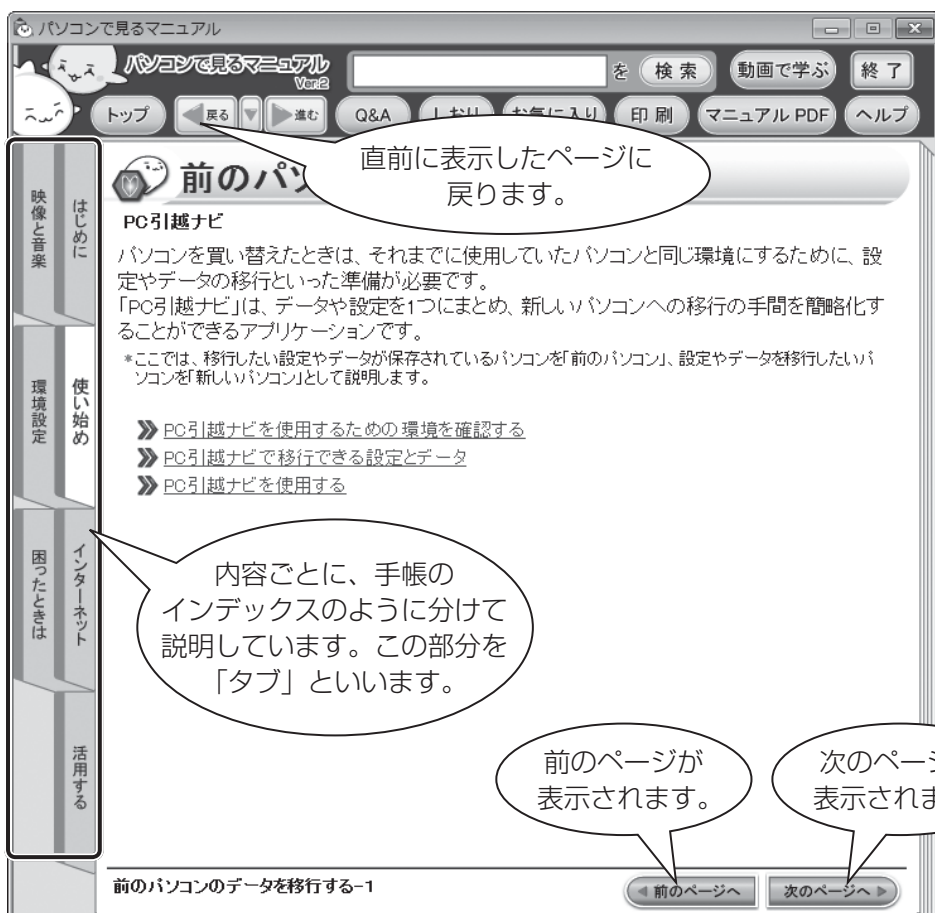 パソコンで見るマニュアル
パソコンで見るマニュアル
Ver.2
を
検 索
動画で学ぶ
終 了
トップ
戻る
進む
Q&A
しおり
お気に入り
印 刷
マニュアル PDF
ヘルプ
直前に表示したページに
戻ります。
前のパソ
PC引越ナビ
パソコンを買い替えたときは、それまでに使用していたパソコンと同じ環境にするために、設
定やデータの移行といった準備が必要です。
「PC引越ナビ」は、データや設定を1つにまとめ、新しいパソコンへの移行の手間を簡略化す
ることができるアプリケーションです。
*ここでは、移行したい設定やデータが保存されているパソコンを「前のパソコン」、設定やデータを移行したいパ
ソコンを「新しいパソコン」として説明します。
PC引越ナビを使用するための環境を確認する
PC引越ナビで移行できる設定とデータ
PC引越ナビを使用する
はじめに
映像と音楽
使い始め
環境設定
インターネット
困ったときは
活用する
内容ごとに、手帳の
インデックスのように分けて
説明しています。この部分を
「タブ」といいます。
前のページが
表示されます。
次のペー
表示されま
前のパソコンのデータを移行する-1
前のページへ
次のページへ